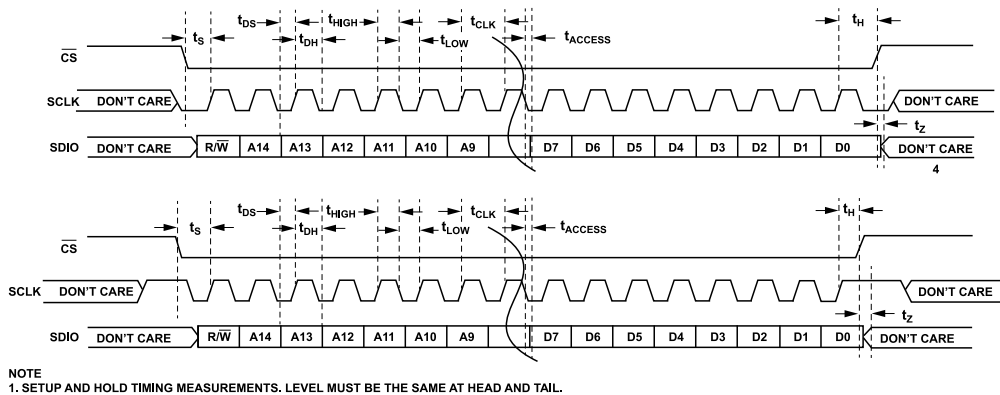 tDS tHIGH tCLK tH
tS tDH tLOW tACCESS
CS
SCLK DON'T CARE DON'T CARE
tZ
SDIO DON'T CARE R/W A14 A13 A12 A11 A10 A9 D7 D6 D5 D4 D3 D2 D1 D0 DON'T CARE
4
tDS tHIGH tCLK tH
tS tDH tLOW tACCESS
CS
SCLK DON'T CARE DON'T CARE
tZ
SDIO DON'T CARE R/W A14 A13 A12 A11 A10 A9 D7 D6 D5 D4 D3 D2 D1 D0 DON'T CARE
NOTE
1. SETUP AND HOLD TIMING MEASUREMENTS. LEVEL MUST BE THE SAME AT HEAD AND TAIL.